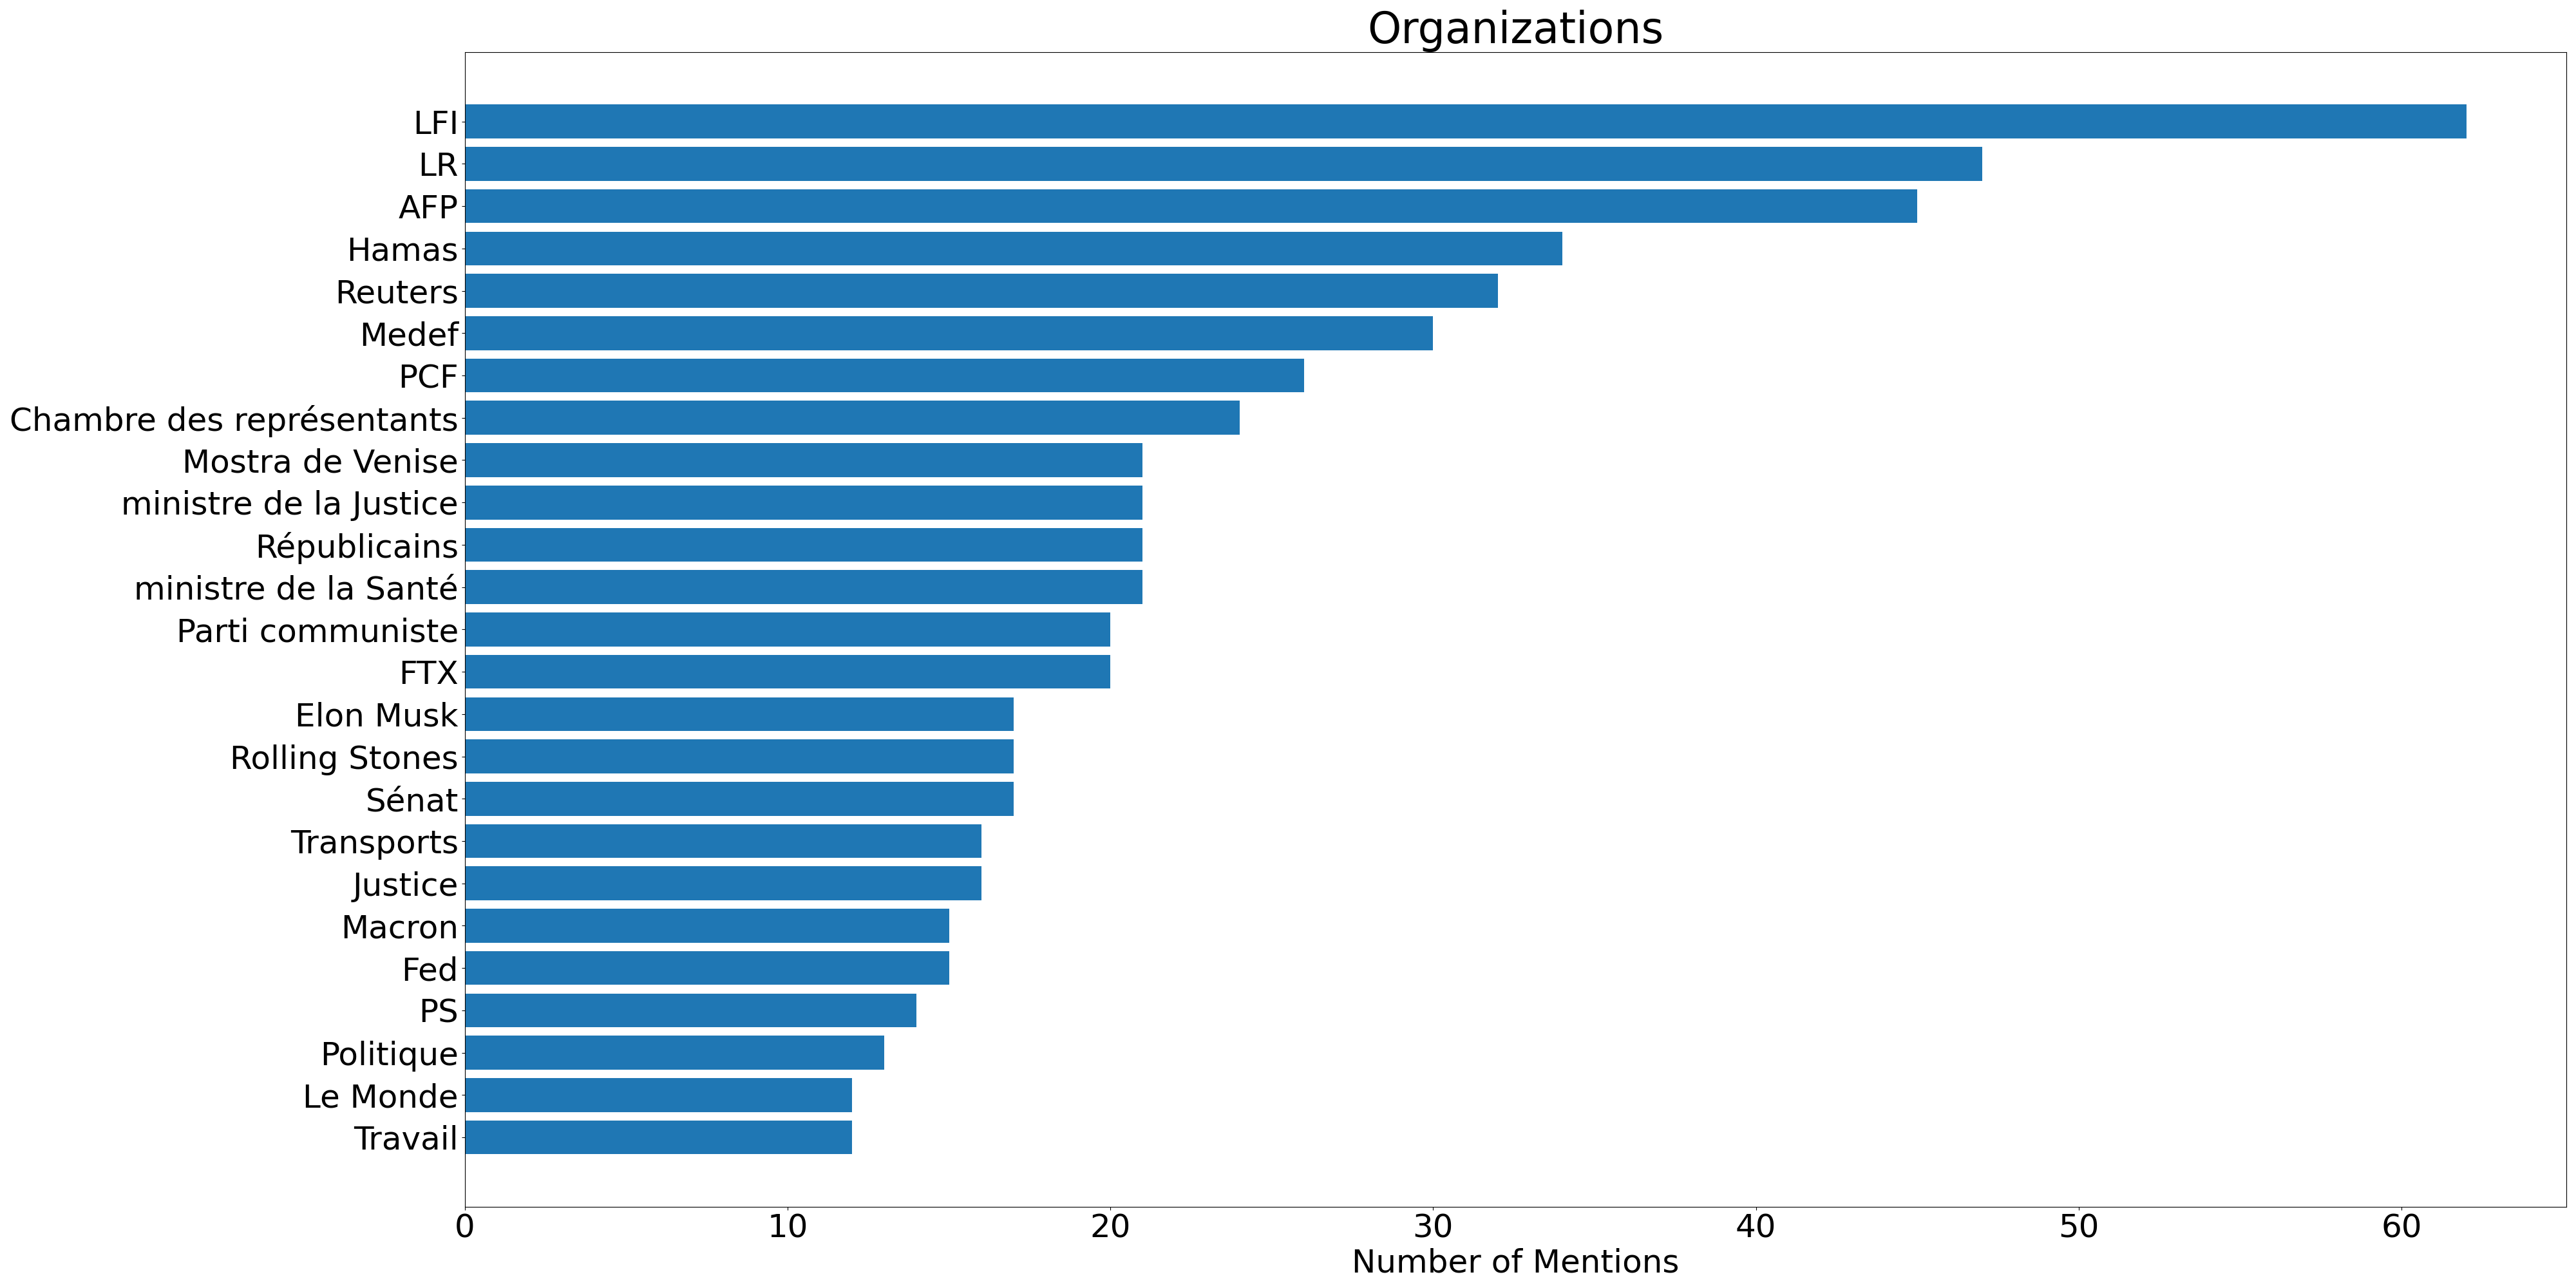 Organizations
LFI
LR
AFP
Hamas
Reuters
Medef
PCF
Chambre des représentants
Mostra de Venise
ministre de la Justice
Républicains
ministre de la Santé
Parti communiste
FTX
Elon Musk
Rolling Stones
Sénat
Transports
Justice
Macron
Fed
PS
Politique
Le Monde
Travail
0 10 20 30 40 50 60
Number of Mentions